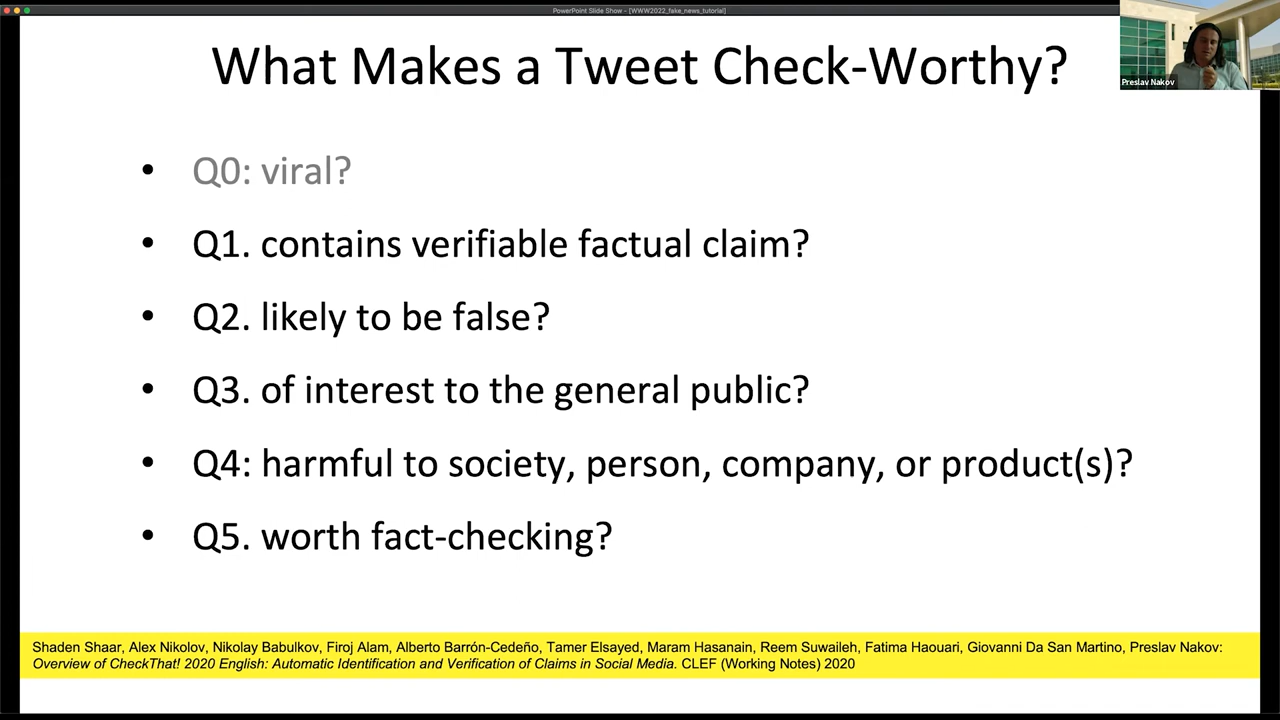 PowerPoint Slide Show - [WWW2022_fake_news_tutorial]
What Makes a Tweet Check-Worthy?
Preslav Nakov
• Q0: viral?
• Q1. contains verifiable factual claim?
• Q2. likely to be false?
• Q3. of interest to the general public?
• Q4: harmful to society, person, company, or product(s)?
• Q5. worth fact-checking?
Shaden Shaar, Alex Nikolov, Nikolay Babulkov, Firoj Alam, Alberto Barrón-Cedeño, Tamer Elsayed, Maram Hasanain, Reem Suwaileh, Fatima Haouari, Giovanni Da San Martino, Preslav Nakov:
Overview of CheckThat! 2020 English: Automatic Identification and Verification of Claims in Social Media. CLEF (Working Notes) 2020